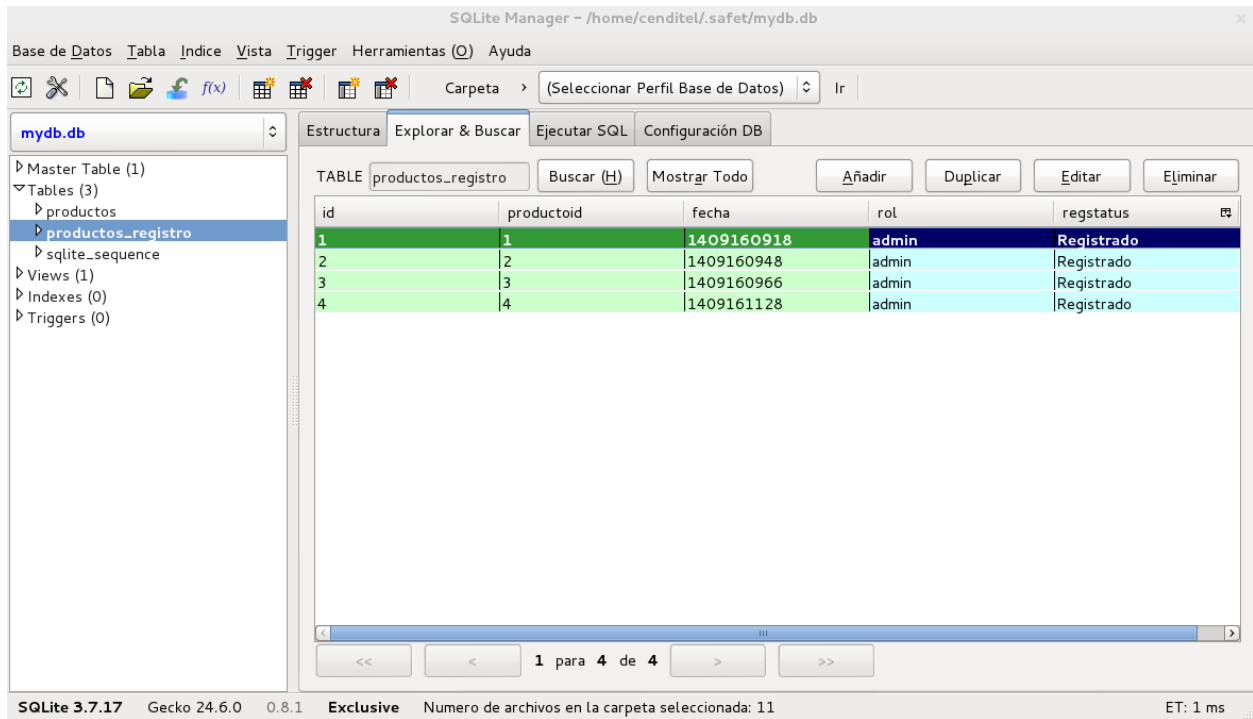 SQLite Manager - /home/cenditel/.safet/mydb.db
Base de Datos Tabla Indice Vista Trigger Herramientas (O) Ayuda
f(x) Carpeta > (Seleccionar Perfil Base de Datos) Ir
mydb.db
Master Table (1)
Tables (3)
productos
productos_registro
sqlite_sequence
Views (1)
Indexes (0)
Triggers (0)
Estructura Explorar & Buscar Ejecutar SQL Configuración DB
TABLE productos_registro Buscar (H) Mostrar Todo Añadir Duplicar Editar Eliminar
id productoid fecha rol regstatus
1 1 1409160918 admin Registrado
2 2 1409160948 admin Registrado
3 3 1409160966 admin Registrado
4 4 1409161128 admin Registrado
<< < 1 para 4 de 4 > >>
SQLite 3.7.17 Gecko 24.6.0 0.8.1 Exclusive Numero de archivos en la carpeta seleccionada: 11 ET: 1 ms